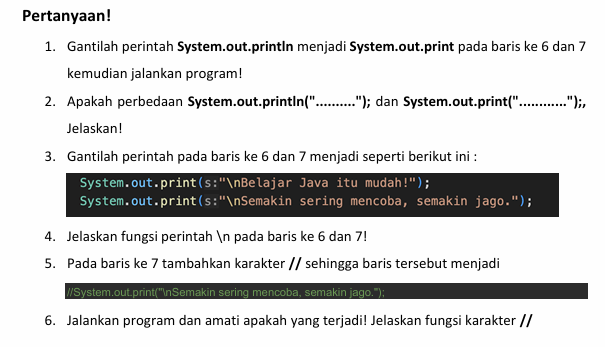 Pertanyaan!
1. Gantilah perintah System.out.println menjadi System.out.print pada baris ke 6 dan 7
kemudian jalankan program!
2. Apakah perbedaan System.out.println(".........."); dan System.out.print("............");,
Jelaskan!
3. Gantilah perintah pada baris ke 6 dan 7 menjadi seperti berikut ini :
System.out.print(s:"\nBelajar Java itu mudah!");
System.out.print(s:"\nSemakin sering mencoba, semakin jago.");
4. Jelaskan fungsi perintah \n pada baris ke 6 dan 7!
5. Pada baris ke 7 tambahkan karakter // sehingga baris tersebut menjadi
//System.out.print("\nSemakin sering mencoba, semakin jago.");
6. Jalankan program dan amati apakah yang terjadi! Jelaskan fungsi karakter //